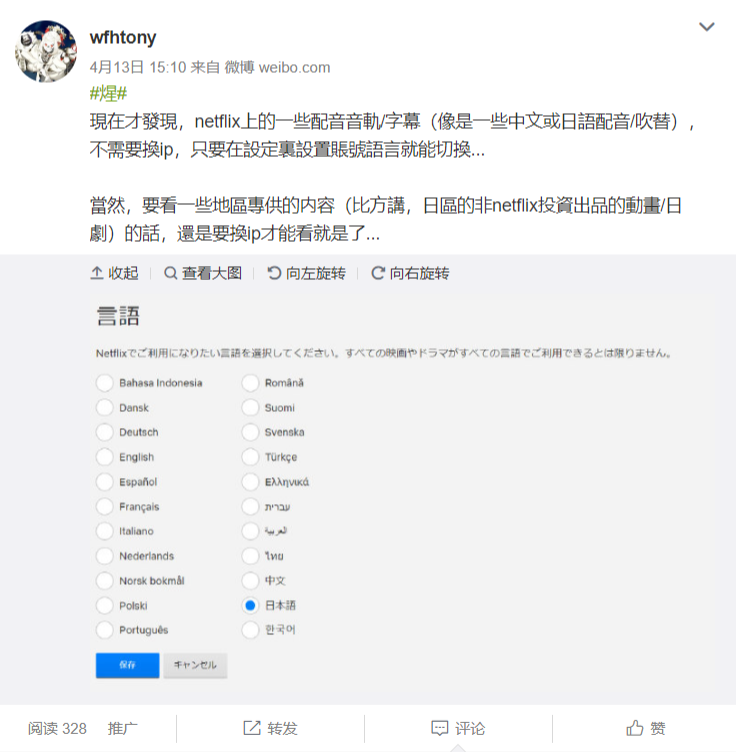 wfhtony
4月13日 15:10 来自 微博 weibo.com
#煋#
現在才發現，netflix上的一些配音音軌/字幕（像是一些中文或日語配音/吹替），
不需要換ip，只要在設定裏設置賬號語言就能切換...
當然，要看一些地區專供的内容（比方講，日區的非netflix投資出品的動畫/日
劇）的話，還是要換ip才能看就是了...
收起 查看大图 向左旋转 向右旋转
言語
Netflixでご利用になりたい言語を選択してください。すべての映画やドラマがすべての言語でご利用できるとは限りません。
Bahasa Indonesia
Dansk
Deutsch
English
Español
Français
Italiano
Nederlands
Norsk bokmål
Polski
Português
Română
Suomi
Svenska
Türkçe
Ελληνικά
עברית
العربية
ไทย
中文
日本語
한국어
保存 キャンセル
阅读 328 推广 转发 评论 赞